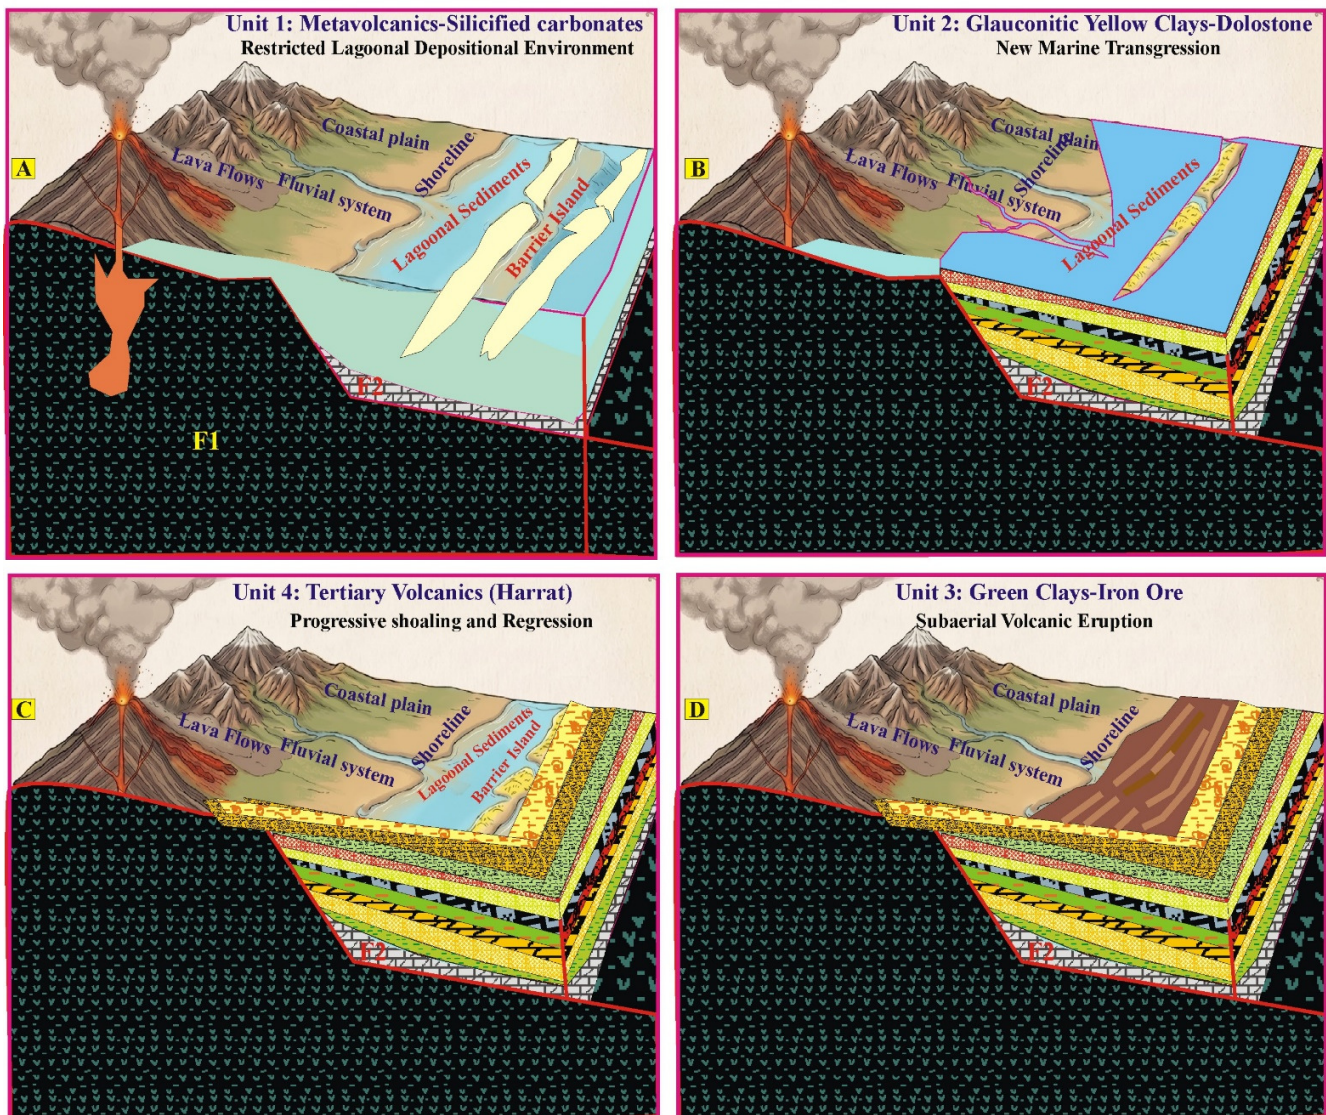 A
Unit 1: Metavolcanics-Silicified carbonates
Restricted Lagoonal Depositional Environment
Coastal plain
Lava Flows
Fluvial system
Shoreline
Lagoonal Sediments
Barrier Island
F2
F1
B
Unit 2: Glauconitic Yellow Clays-Dolostone
New Marine Transgression
Coastal plain
Lava Flows
Fluvial system
Shoreline
Lagoonal Sediments
F2
C
Unit 4: Tertiary Volcanics (Harrat)
Progressive shoaling and Regression
Coastal plain
Lava Flows
Fluvial system
Shoreline
Lagoonal Sediments
Barrier Island
F2
D
Unit 3: Green Clays-Iron Ore
Subaerial Volcanic Eruption
Coastal plain
Lava Flows
Fluvial system
Shoreline
F2